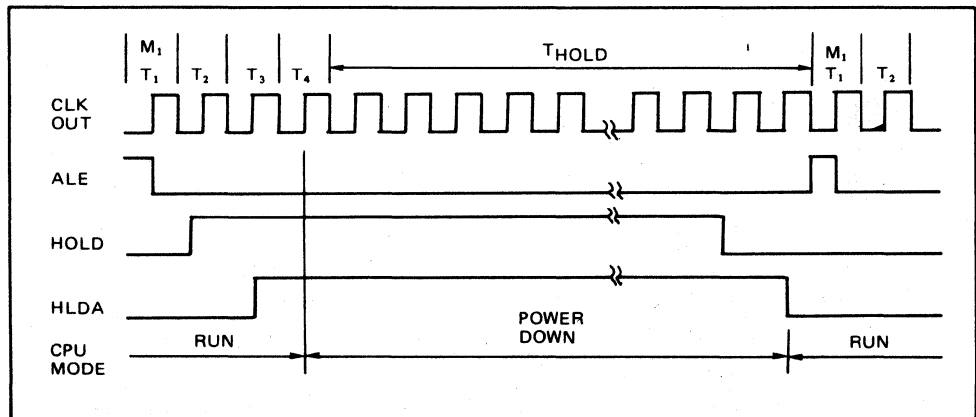 M₁ T_HOLD M₁
T₁ T₂ T₃ T₄ T₁ T₂
CLK
OUT
ALE
HOLD
HLDA
POWER
DOWN
RUN RUN
CPU
MODE